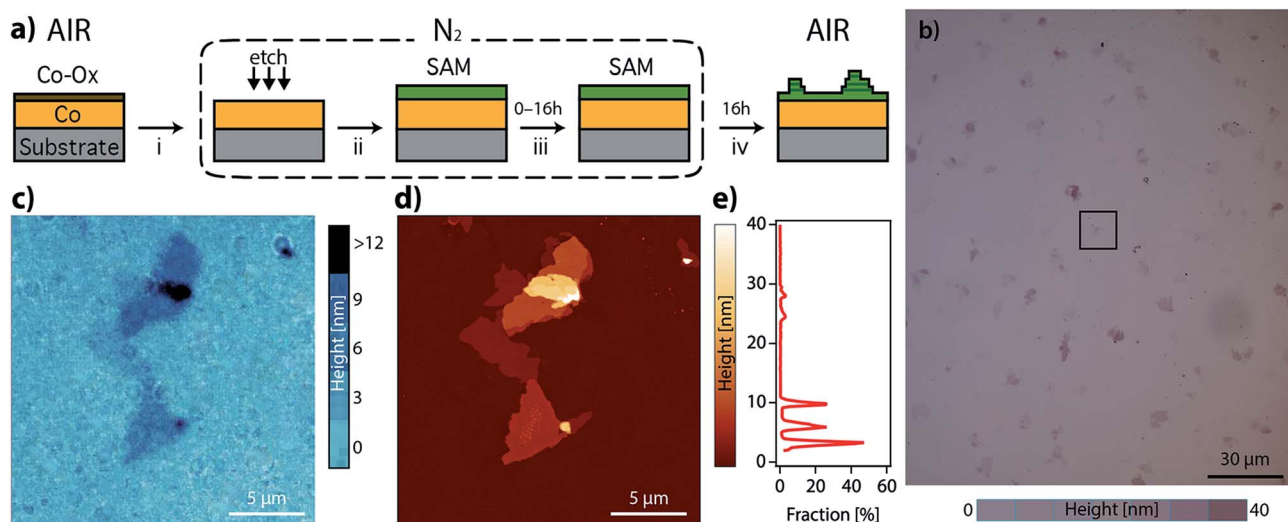 a) AIR
N2
AIR
Co-Ox
etch
SAM
SAM
Co
Substrate
i
ii
0–16h
iii
16h
iv
b)
30 μm
0 Height [nm] 40
c)
>12
9
6
3
0
Height [nm]
5 μm
d)
Height [nm]
5 μm
e)
40
30
20
10
0
0 20 40 60
Fraction [%]